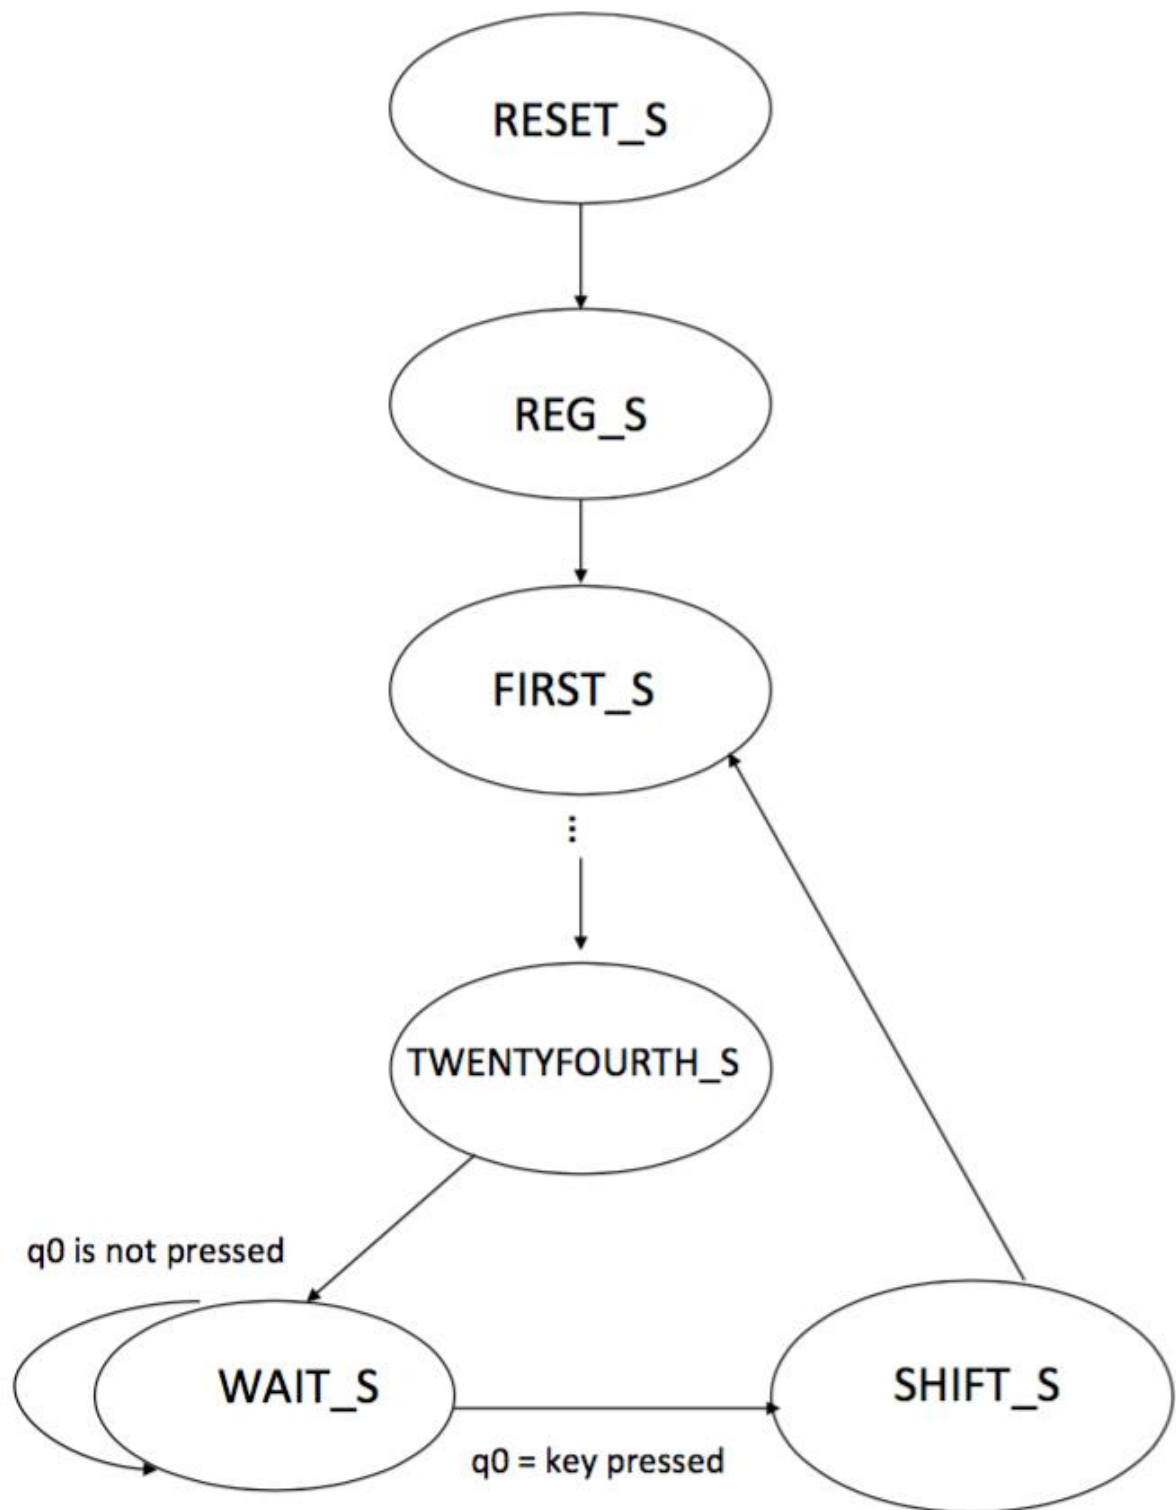 RESET_S
REG_S
FIRST_S
⋮
TWENTYFOURTH_S
q0 is not pressed
WAIT_S
SHIFT_S
q0 = key pressed